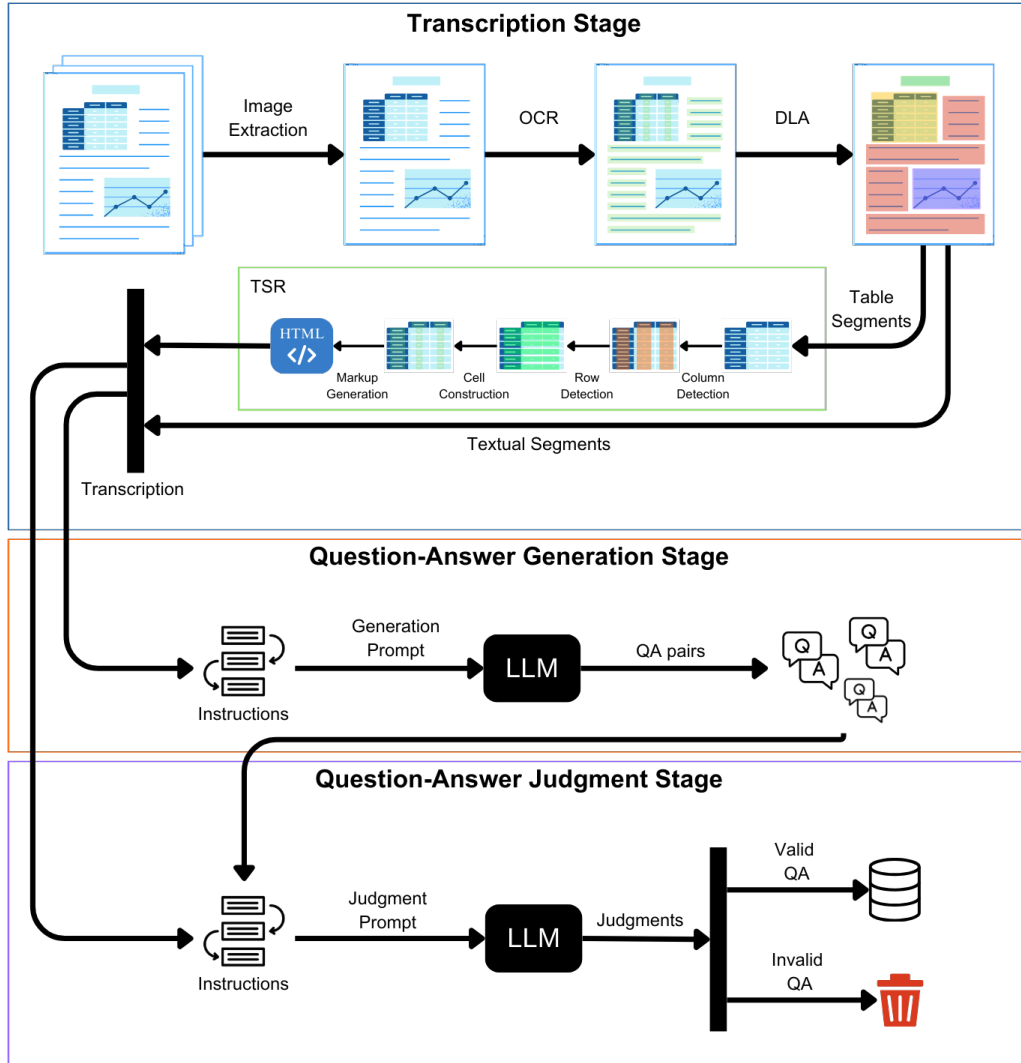 Transcription Stage
Image
Extraction
OCR
DLA
TSR
Table
Segments
HTML
</>
Markup
Generation
Cell
Construction
Row
Detection
Column
Detection
Textual Segments
Transcription
Question-Answer Generation Stage
Generation
Prompt
LLM
QA pairs
Q
A
Q
A
Q
A
Instructions
Question-Answer Judgment Stage
Judgment
Prompt
LLM
Judgments
Valid
QA
Invalid
QA
Instructions